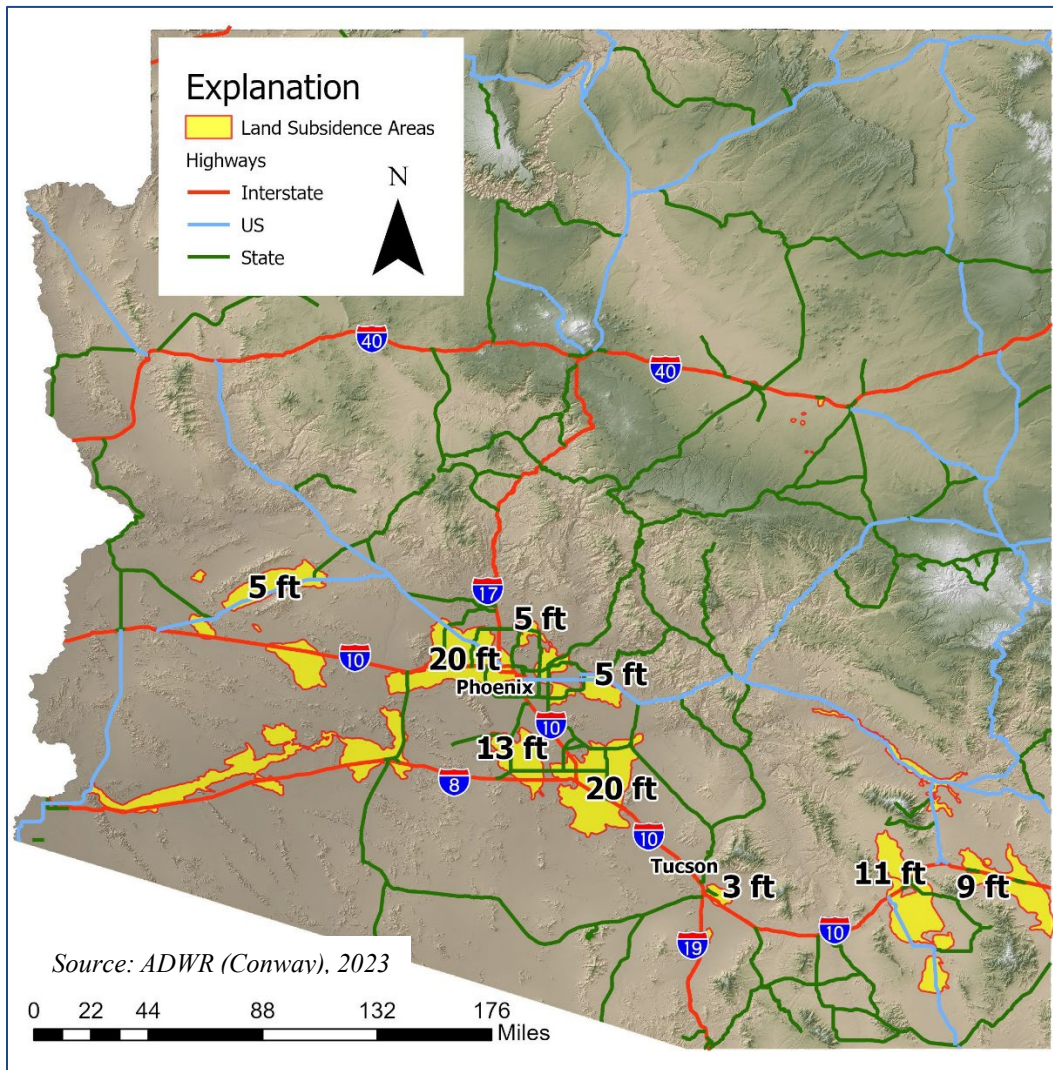 Explanation
Land Subsidence Areas
Highways
Interstate
US
State
N
40
40
5 ft
17
5 ft
10
20 ft
Phoenix
5 ft
10
13 ft
8
20 ft
10
Tucson
3 ft
11 ft
9 ft
19
10
Source: ADWR (Conway), 2023
0 22 44 88 132 176
Miles